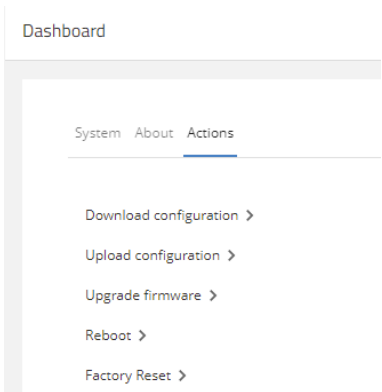 Dashboard
System About Actions
Download configuration
Upload configuration
Upgrade firmware
Reboot
Factory Reset